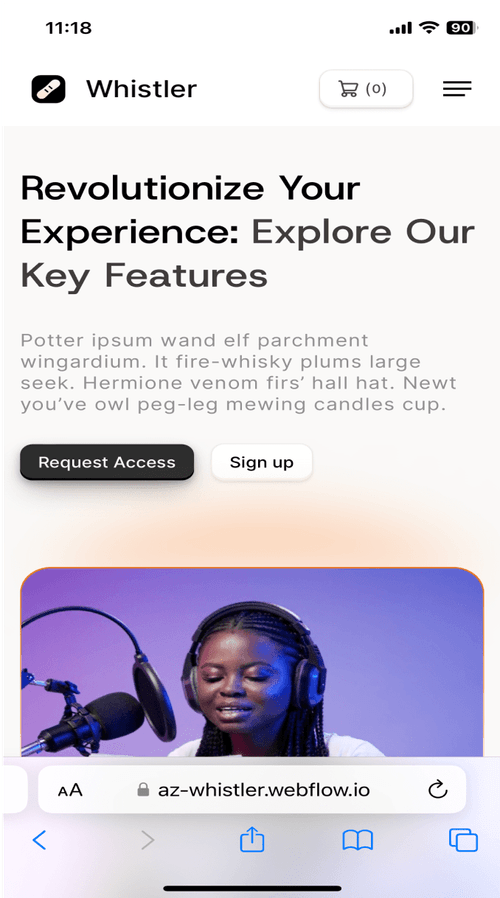 11:18
90
Whistler
(0)
Revolutionize Your
Experience: Explore Our
Key Features
Potter ipsum wand elf parchment
wingardium. It fire-whisky plums large
seek. Hermione venom firs’ hall hat. Newt
you’ve owl peg-leg mewing candles cup.
Request Access
Sign up
AA
az-whistler.webflow.io